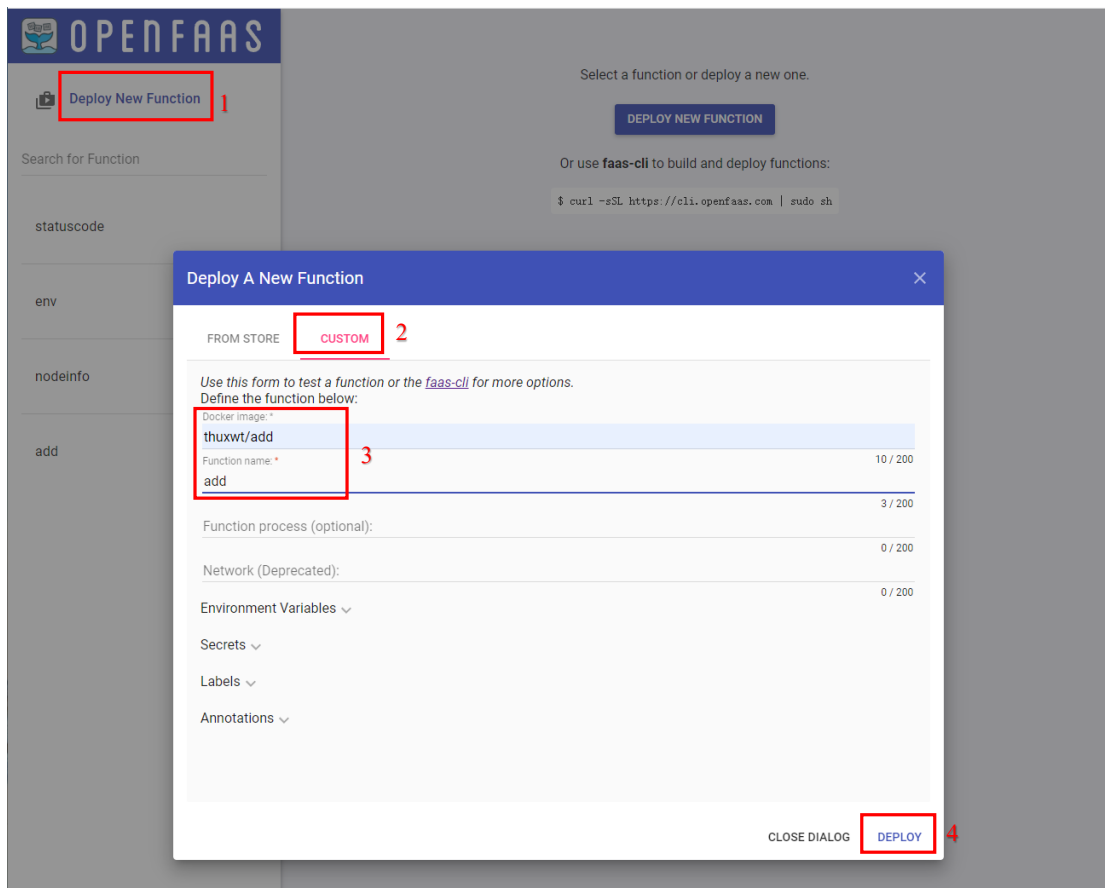 OPENFAAS
Deploy New Function
1
Search for Function
statuscode
env
nodeinfo
add
Select a function or deploy a new one.
DEPLOY NEW FUNCTION
Or use faas-cli to build and deploy functions:
$ curl -sSL https://cli.openfaas.com | sudo sh
Deploy A New Function
FROM STORE
CUSTOM
2
Use this form to test a function or the faas-cli for more options.
Define the function below:
Docker image: *
thuxwt/add
10 / 200
Function name: *
add
3
3 / 200
Function process (optional):
0 / 200
Network (Deprecated):
0 / 200
Environment Variables
Secrets
Labels
Annotations
CLOSE DIALOG
DEPLOY
4